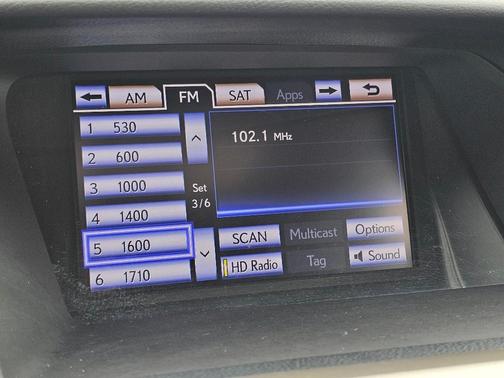 AM FM SAT Apps
1 530
2 600
3 1000
4 1400
5 1600
6 1710
Set
3/6
102.1 MHz
SCAN Multicast Options
HD Radio Tag Sound